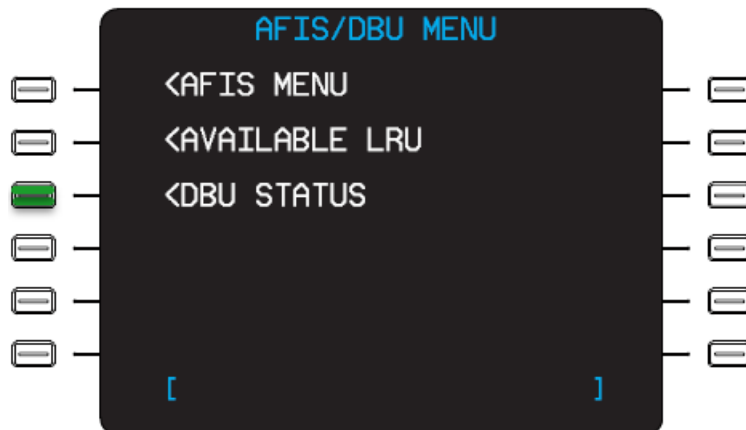 AFIS/DBU MENU
<AFIS MENU
<AVAILABLE LRU
<DBU STATUS
[ ]